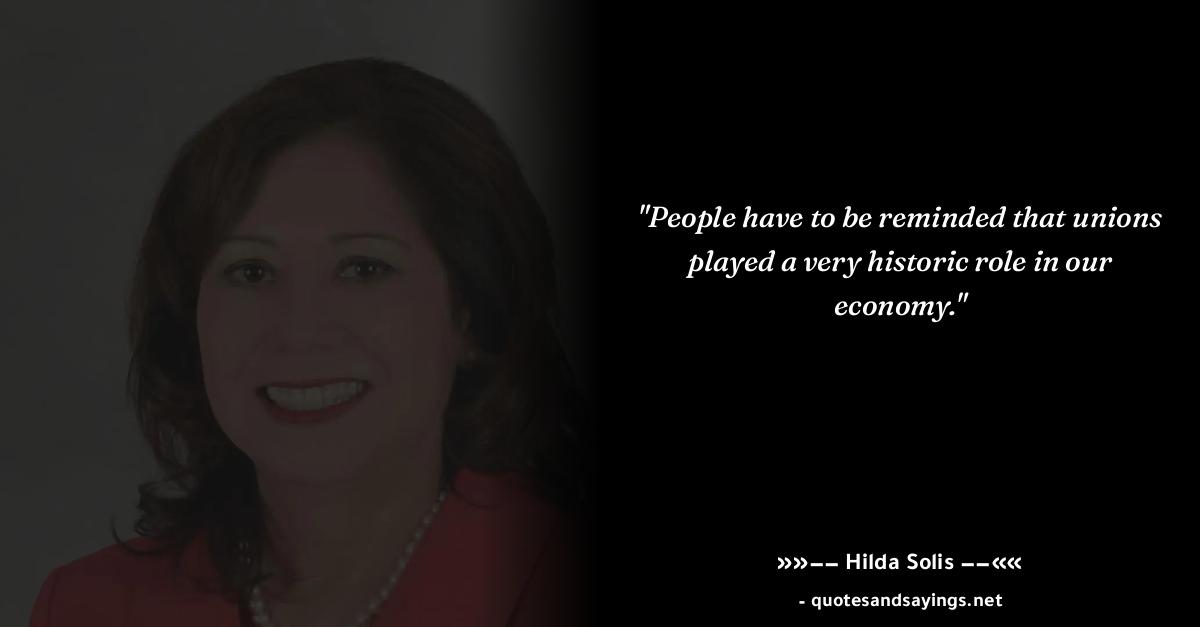 "People have to be reminded that unions
played a very historic role in our
economy."
»»−− Hilda Solis −−««
- quotesandsayings.net